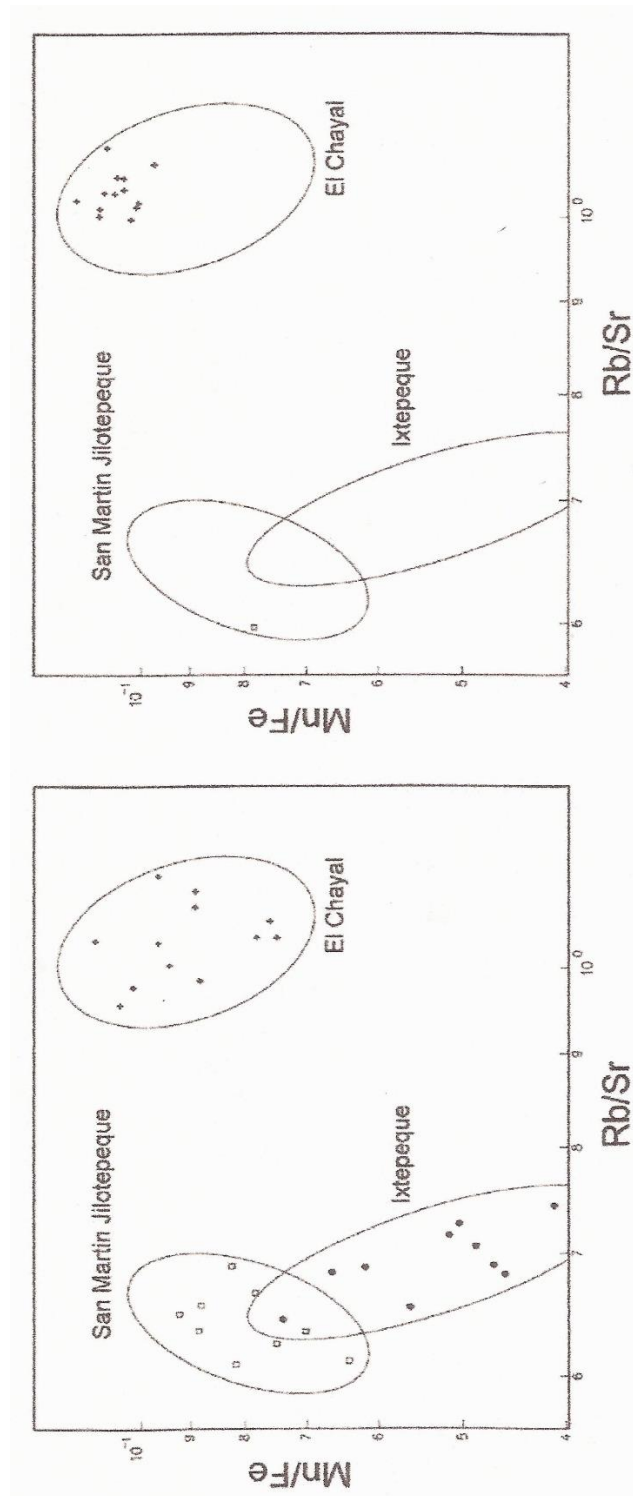 Mn/Fe
10⁻¹
9
8
7
6
5
4
San Martin Jilotepeque
El Chayal
Ixtepeque
6 7 8 9 10⁰
Rb/Sr
Mn/Fe
10⁻¹
9
8
7
6
5
4
San Martin Jilotepeque
El Chayal
Ixtepeque
6 7 8 9 10⁰
Rb/Sr